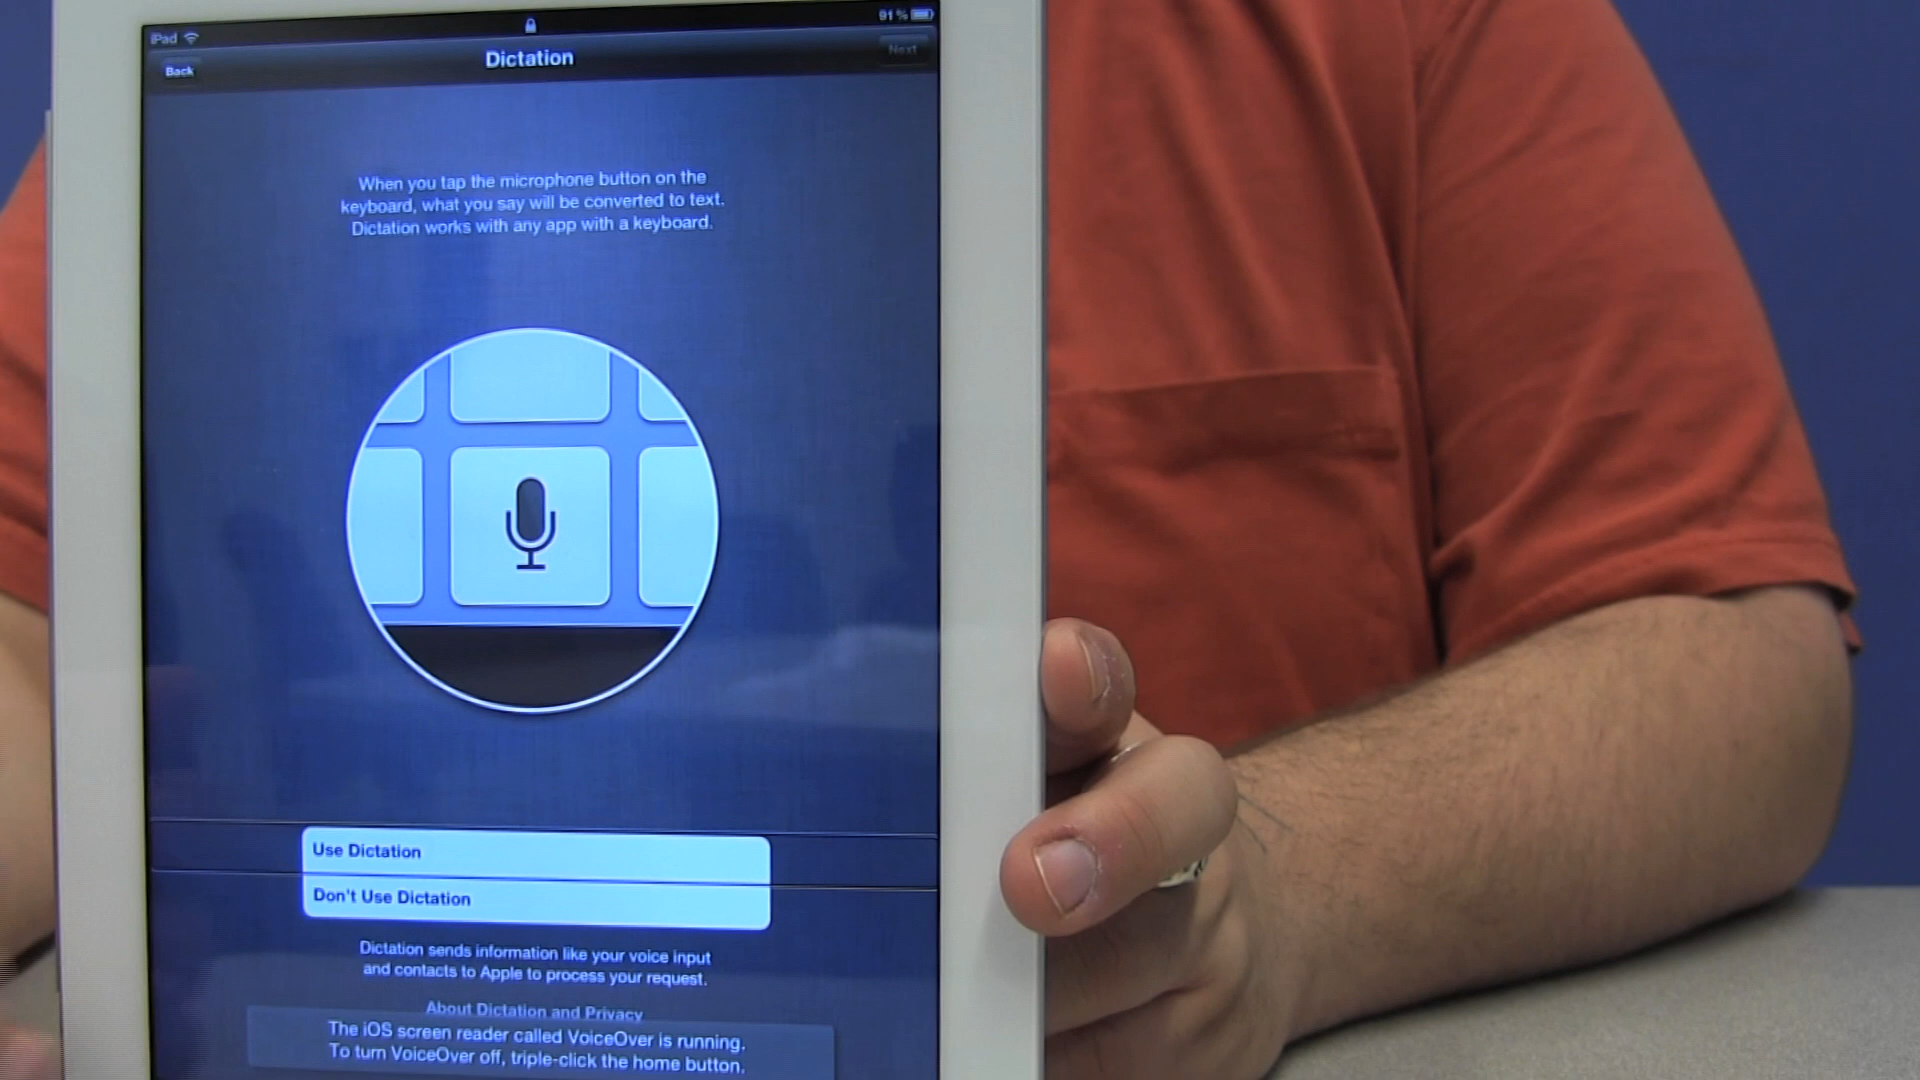 iPad
91%
Back
Dictation
Next
When you tap the microphone button on the
keyboard, what you say will be converted to text.
Dictation works with any app with a keyboard.
Use Dictation
Don't Use Dictation
Dictation sends information like your voice input
and contacts to Apple to process your request.
About Dictation and Privacy
The iOS screen reader called VoiceOver is running.
To turn VoiceOver off, triple-click the home button.